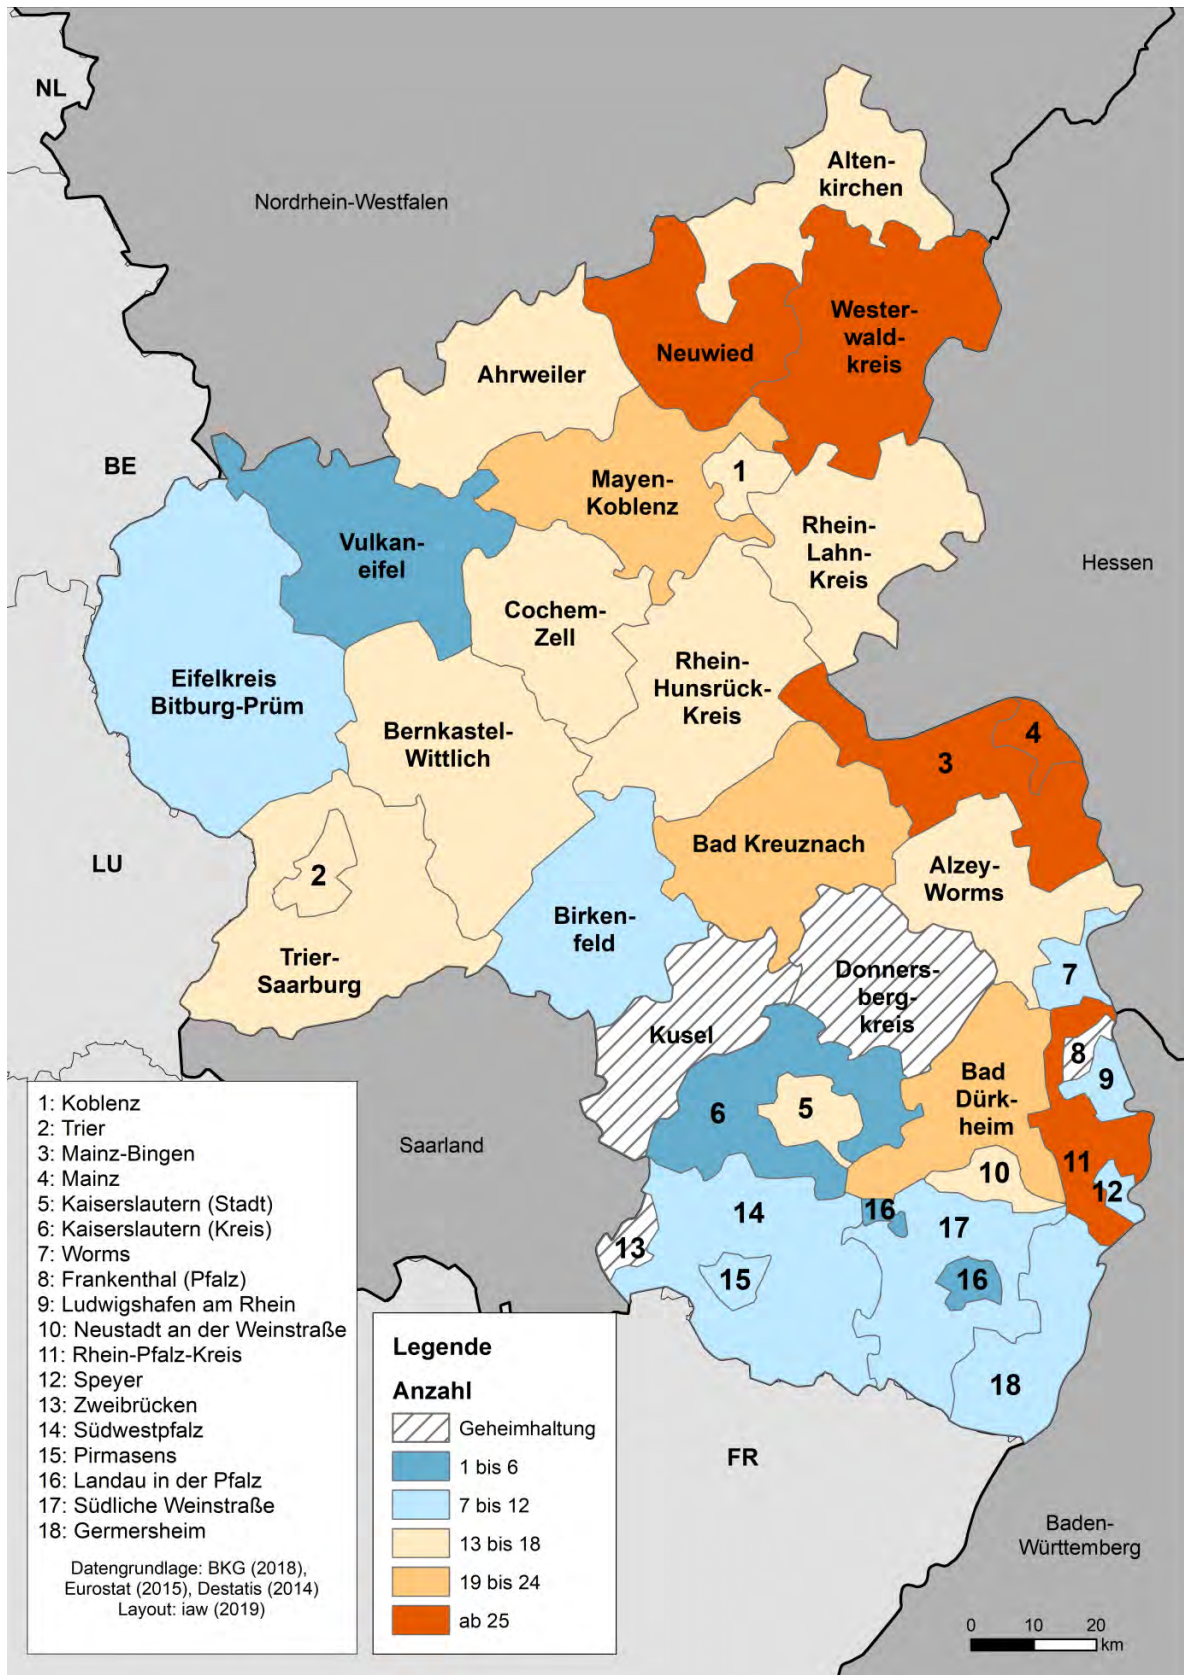 NL
Nordrhein-Westfalen
Alten-
kirchen
Wester-
wald-
kreis
Neuwied
Ahrweiler
BE
Mayen-
Koblenz
1
Vulkan-
eifel
Rhein-
Lahn-
Kreis
Hessen
Cochem-
Zell
Eifelkreis
Bitburg-Prüm
Rhein-
Hunsrück-
Kreis
Bernkastel-
Wittlich
3
4
LU
2
Bad Kreuznach
Alzey-
Worms
Birken-
feld
Trier-
Saarburg
Donners-
berg-
kreis
7
Kusel
8
9
Bad
Dürk-
heim
6
5
Saarland
10
11
12
13
14
15
16
17
16
18
1: Koblenz
2: Trier
3: Mainz-Bingen
4: Mainz
5: Kaiserslautern (Stadt)
6: Kaiserslautern (Kreis)
7: Worms
8: Frankenthal (Pfalz)
9: Ludwigshafen am Rhein
10: Neustadt an der Weinstraße
11: Rhein-Pfalz-Kreis
12: Speyer
13: Zweibrücken
14: Südwestpfalz
15: Pirmasens
16: Landau in der Pfalz
17: Südliche Weinstraße
18: Germersheim
Datengrundlage: BKG (2018),
Eurostat (2015), Destatis (2014)
Layout: iaw (2019)
Legende
Anzahl
Geheimhaltung
1 bis 6
7 bis 12
13 bis 18
19 bis 24
ab 25
FR
Baden-
Württemberg
0 10 20
km